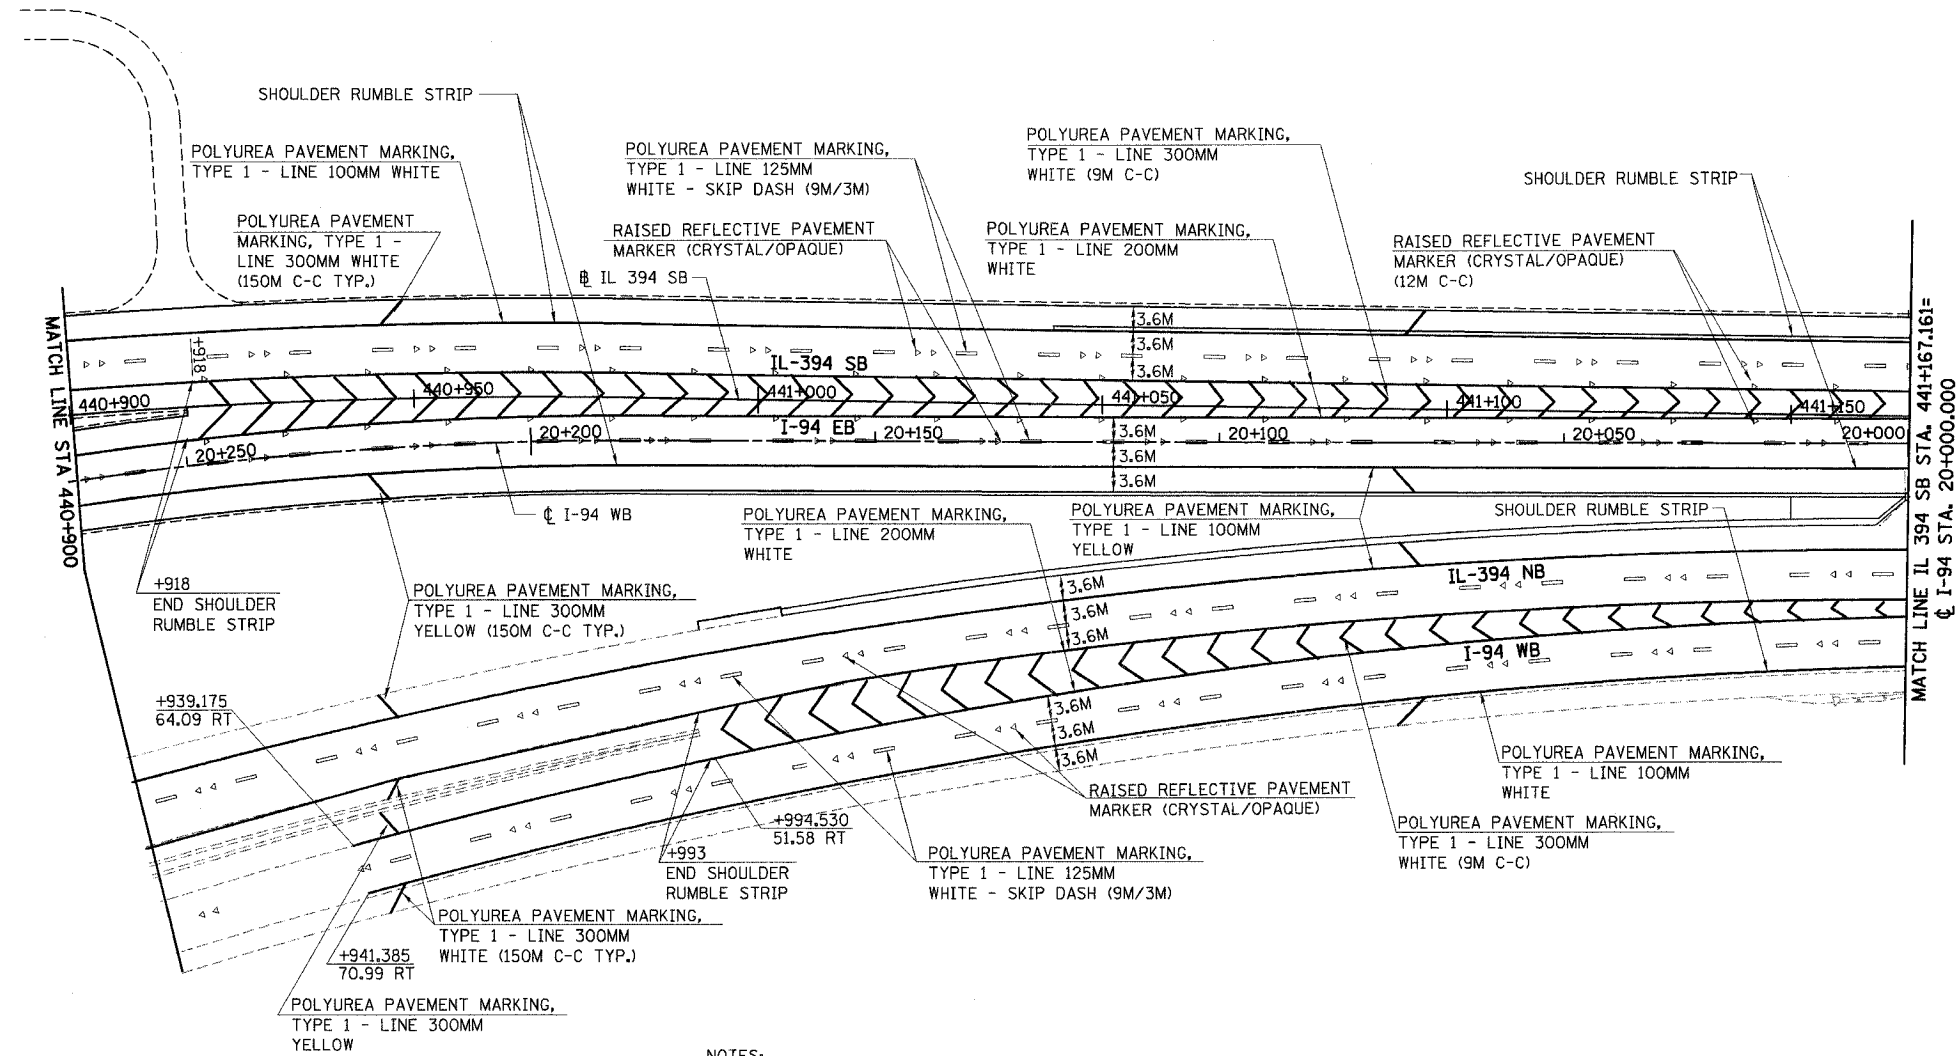 SHOULDER RUMBLE STRIP
POLYUREA PAVEMENT MARKING,
TYPE 1 - LINE 100MM WHITE
POLYUREA PAVEMENT MARKING,
TYPE 1 - LINE 125MM
WHITE - SKIP DASH (9M/3M)
POLYUREA PAVEMENT MARKING,
TYPE 1 - LINE 300MM
WHITE (9M C-C)
SHOULDER RUMBLE STRIP
POLYUREA PAVEMENT
MARKING, TYPE 1 -
LINE 300MM WHITE
(150M C-C TYP.)
RAISED REFLECTIVE PAVEMENT
MARKER (CRYSTAL/OPAQUE)
POLYUREA PAVEMENT MARKING,
TYPE 1 - LINE 200MM
WHITE
RAISED REFLECTIVE PAVEMENT
MARKER (CRYSTAL/OPAQUE)
(12M C-C)
IL 394 SB
MATCH LINE STA 440+900
+918
3.6M
3.6M
3.6M
IL-394 SB
440+900
440+950
441+000
441+050
441+100
441+150
I-94 EB
20+250
20+200
20+150
20+100
20+050
20+000
3.6M
3.6M
3.6M
MATCH LINE IL 394 SB STA. 441+167.161=
℄ I-94 STA. 20+000.000
℄ I-94 WB
POLYUREA PAVEMENT MARKING,
TYPE 1 - LINE 200MM
WHITE
POLYUREA PAVEMENT MARKING,
TYPE 1 - LINE 100MM
YELLOW
SHOULDER RUMBLE STRIP
+918
END SHOULDER
RUMBLE STRIP
POLYUREA PAVEMENT MARKING,
TYPE 1 - LINE 300MM
YELLOW (150M C-C TYP.)
3.6M
3.6M
3.6M
IL-394 NB
I-94 WB
+939.175
64.09 RT
3.6M
3.6M
3.6M
POLYUREA PAVEMENT MARKING,
TYPE 1 - LINE 100MM
WHITE
RAISED REFLECTIVE PAVEMENT
MARKER (CRYSTAL/OPAQUE)
+994.530
51.58 RT
POLYUREA PAVEMENT MARKING,
TYPE 1 - LINE 300MM
WHITE (9M C-C)
+993
END SHOULDER
RUMBLE STRIP
POLYUREA PAVEMENT MARKING,
TYPE 1 - LINE 125MM
WHITE - SKIP DASH (9M/3M)
POLYUREA PAVEMENT MARKING,
TYPE 1 - LINE 300MM
WHITE (150M C-C TYP.)
+941.385
70.99 RT
POLYUREA PAVEMENT MARKING,
TYPE 1 - LINE 300MM
YELLOW
NOTES: